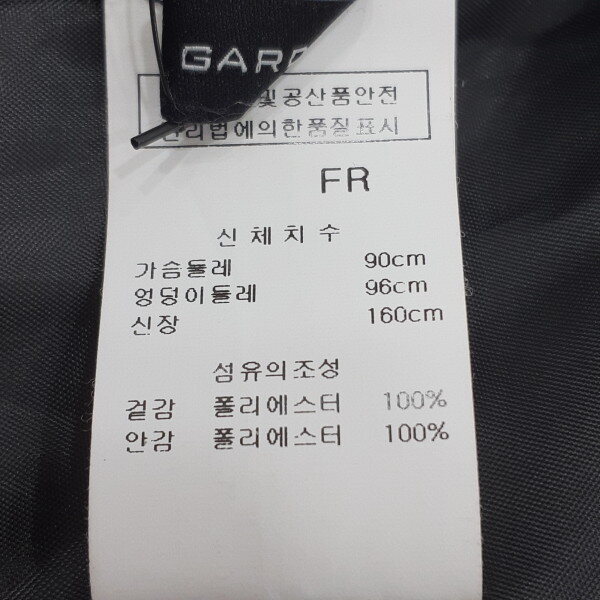 및공산품안전
관리법에의한품질표시
FR
신체치수
가슴둘레 90cm
엉덩이둘레 96cm
신장 160cm
섬유의조성
겉감 폴리에스터 100%
안감 폴리에스터 100%